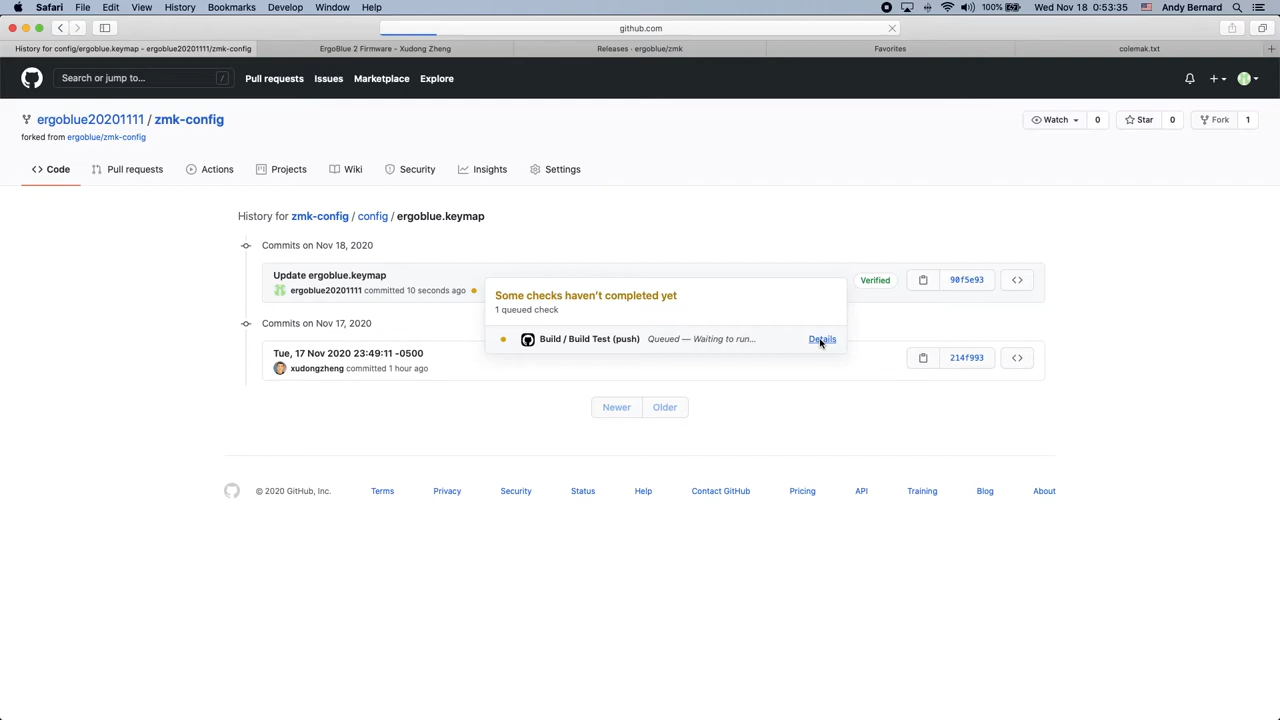 Safari File Edit View History Bookmarks Develop Window Help 100% Wed Nov 18 0:53:35 Andy Bernard
github.com
History for config/ergoblue.keymap - ergoblue20201111/zmk-config ErgoBlue 2 Firmware - Xudong Zheng Releases · ergoblue/zmk Favorites colemak.txt
Search or jump to... / Pull requests Issues Marketplace Explore
ergoblue20201111 / zmk-config Watch 0 Star 0 Fork 1
forked from ergoblue/zmk-config
Code Pull requests Actions Projects Wiki Security Insights Settings
History for zmk-config / config / ergoblue.keymap
Commits on Nov 18, 2020
Update ergoblue.keymap
ergoblue20201111 committed 10 seconds ago
Verified 90f5e93
Some checks haven't completed yet
1 queued check
Build / Build Test (push) Queued — Waiting to run... Details
Commits on Nov 17, 2020
Tue, 17 Nov 2020 23:49:11 -0500
xudongzheng committed 1 hour ago
214f993
Newer Older
© 2020 GitHub, Inc. Terms Privacy Security Status Help Contact GitHub Pricing API Training Blog About